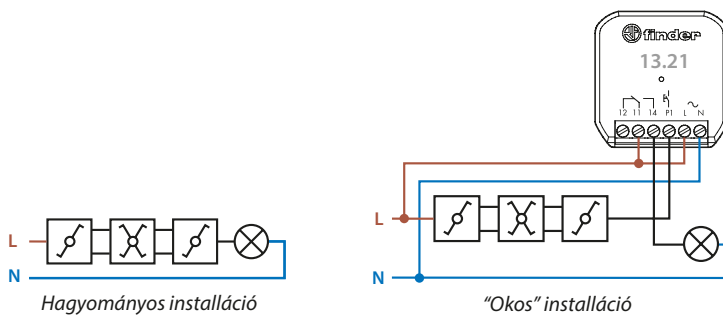 finder
13.21
12 11 14 P1 L N
L
N
Hagyományos installáció
L
N
"Okos" installáció